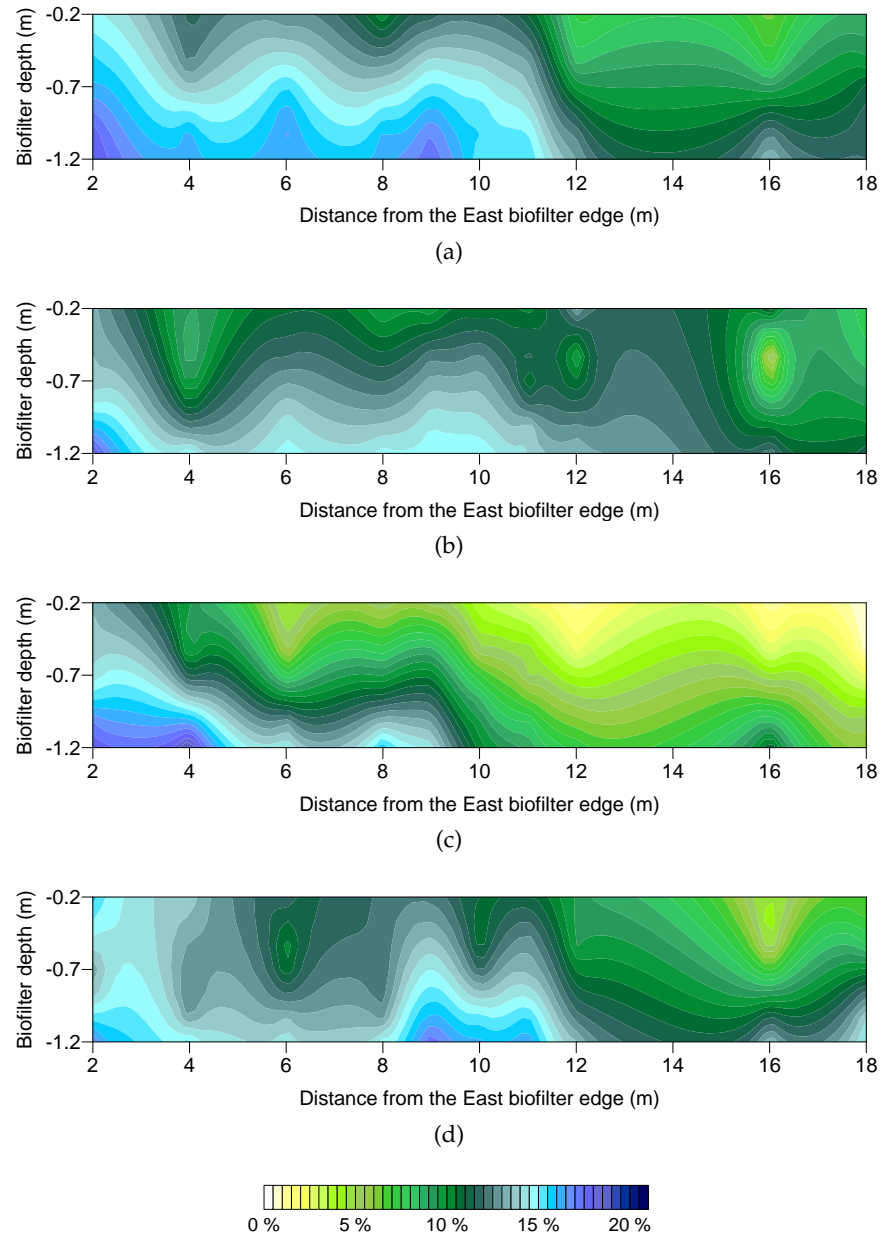 Biofilter depth (m)
-0.2
-0.7
-1.2
2 4 6 8 10 12 14 16 18
Distance from the East biofilter edge (m)
(a)
Biofilter depth (m)
-0.2
-0.7
-1.2
2 4 6 8 10 12 14 16 18
Distance from the East biofilter edge (m)
(b)
Biofilter depth (m)
-0.2
-0.7
-1.2
2 4 6 8 10 12 14 16 18
Distance from the East biofilter edge (m)
(c)
Biofilter depth (m)
-0.2
-0.7
-1.2
2 4 6 8 10 12 14 16 18
Distance from the East biofilter edge (m)
(d)
0 % 5 % 10 % 15 % 20 %